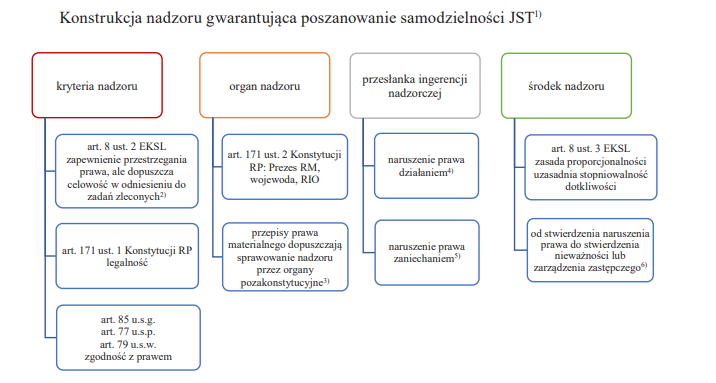 Konstrukcja nadzoru gwarantująca poszanowanie samodzielności JST1)
kryteria nadzoru
art. 8 ust. 2 EKSL
zapewnienie przestrzegania
prawa, ale dopuszcza
celowość w odniesieniu do
zadań zleconych2)
art. 171 ust. 1 Konstytucji RP
legalność
art. 85 u.s.g.
art. 77 u.s.p.
art. 79 u.s.w.
zgodność z prawem
organ nadzoru
art. 171 ust. 2 Konstytucji
RP: Prezes RM,
wojewoda, RIO
przepisy prawa
materialnego dopuszczają
sprawowanie nadzoru
przez organy
pozakonstytucyjne3)
przesłanka ingerencji
nadzorczej
naruszenie prawa
działaniem4)
naruszenie prawa
zaniechaniem5)
środek nadzoru
art. 8 ust. 3 EKSL
zasada proporcjonalności
uzasadnia stopniowalność
dotkliwości
od stwierdzenia naruszenia
prawa do stwierdzenia
nieważności lub
zarządzenia zastępczego6)